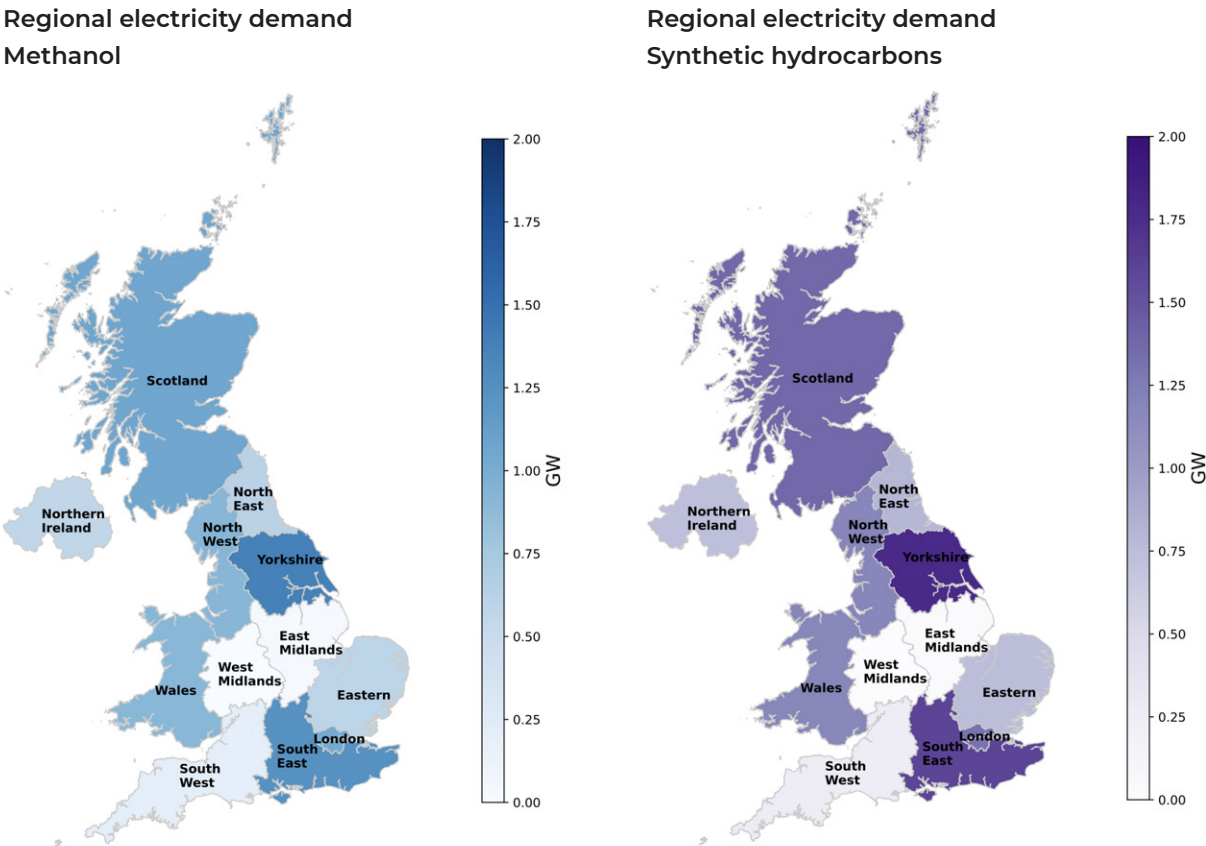 Regional electricity demand
Methanol
2.00
1.75
1.50
1.25
1.00
0.75
0.50
0.25
0.00
GW
Scotland
Northern
Ireland
North
East
North
West
Yorkshire
East
Midlands
West
Midlands
Wales
Eastern
London
South
East
South
West
Regional electricity demand
Synthetic hydrocarbons
2.00
1.75
1.50
1.25
1.00
0.75
0.50
0.25
0.00
GW
Scotland
Northern
Ireland
North
East
North
West
Yorkshire
East
Midlands
West
Midlands
Wales
Eastern
London
South
East
South
West